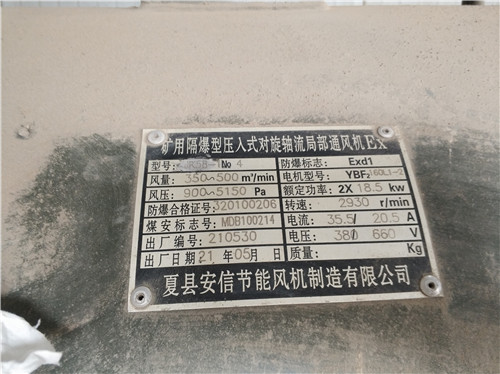 矿用隔爆型压入式对旋轴流局部通风机EX
型号: No 4 防爆标志: Exd1
风量: 350-500 m³/min 电机型号: YBF2 160L1-2
风压: 900~5150 Pa 额定功率: 2X 18.5 kw
防爆合格证号: 320100206 转速: 2930 r/min
煤安标志号: MDB100214 电流: 35.5/ 20.5 A
出厂编号: 210530 电压: 380/ 660 V
出厂日期 21 年 05 月 日 质量: Kg
夏县安信节能风机制造有限公司